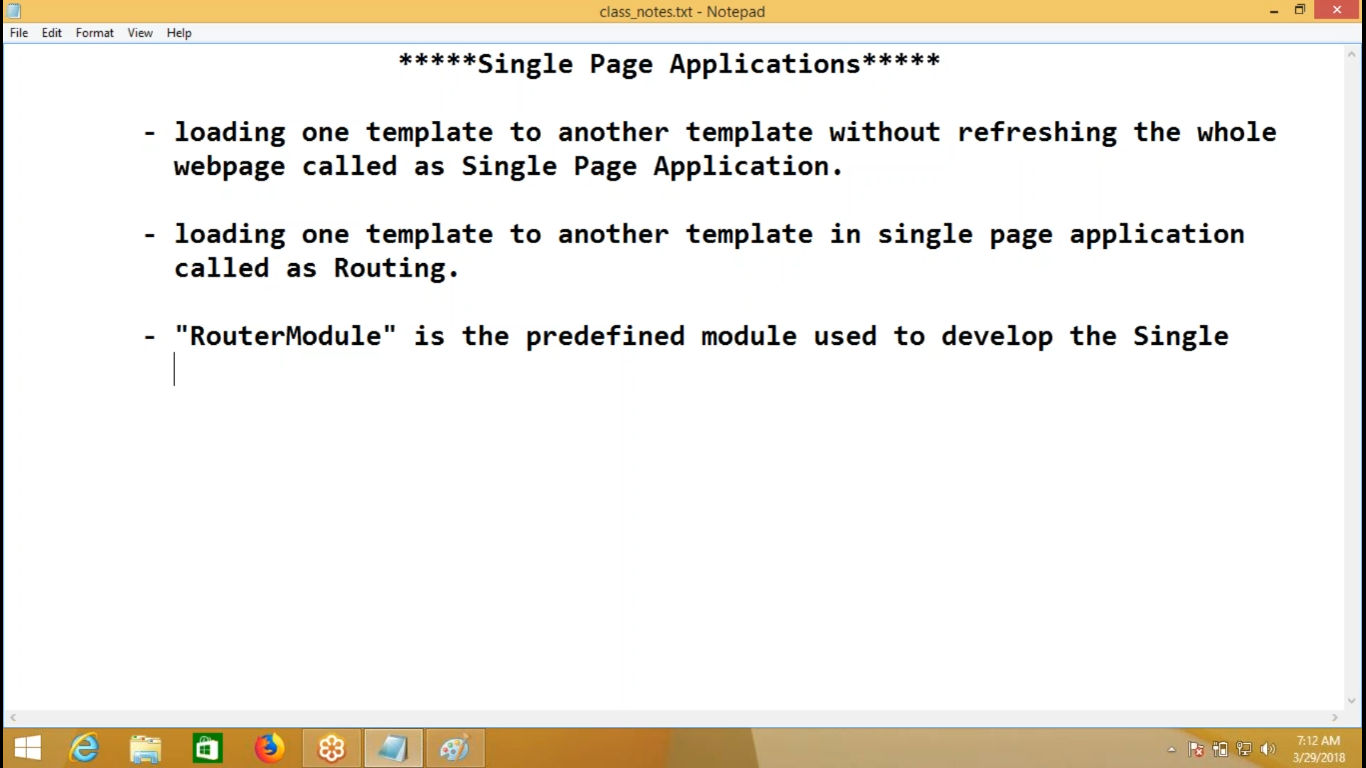 class_notes.txt - Notepad
File Edit Format View Help
*****Single Page Applications*****
- loading one template to another template without refreshing the whole
webpage called as Single Page Application.
- loading one template to another template in single page application
called as Routing.
- "RouterModule" is the predefined module used to develop the Single
7:12 AM
3/29/2018